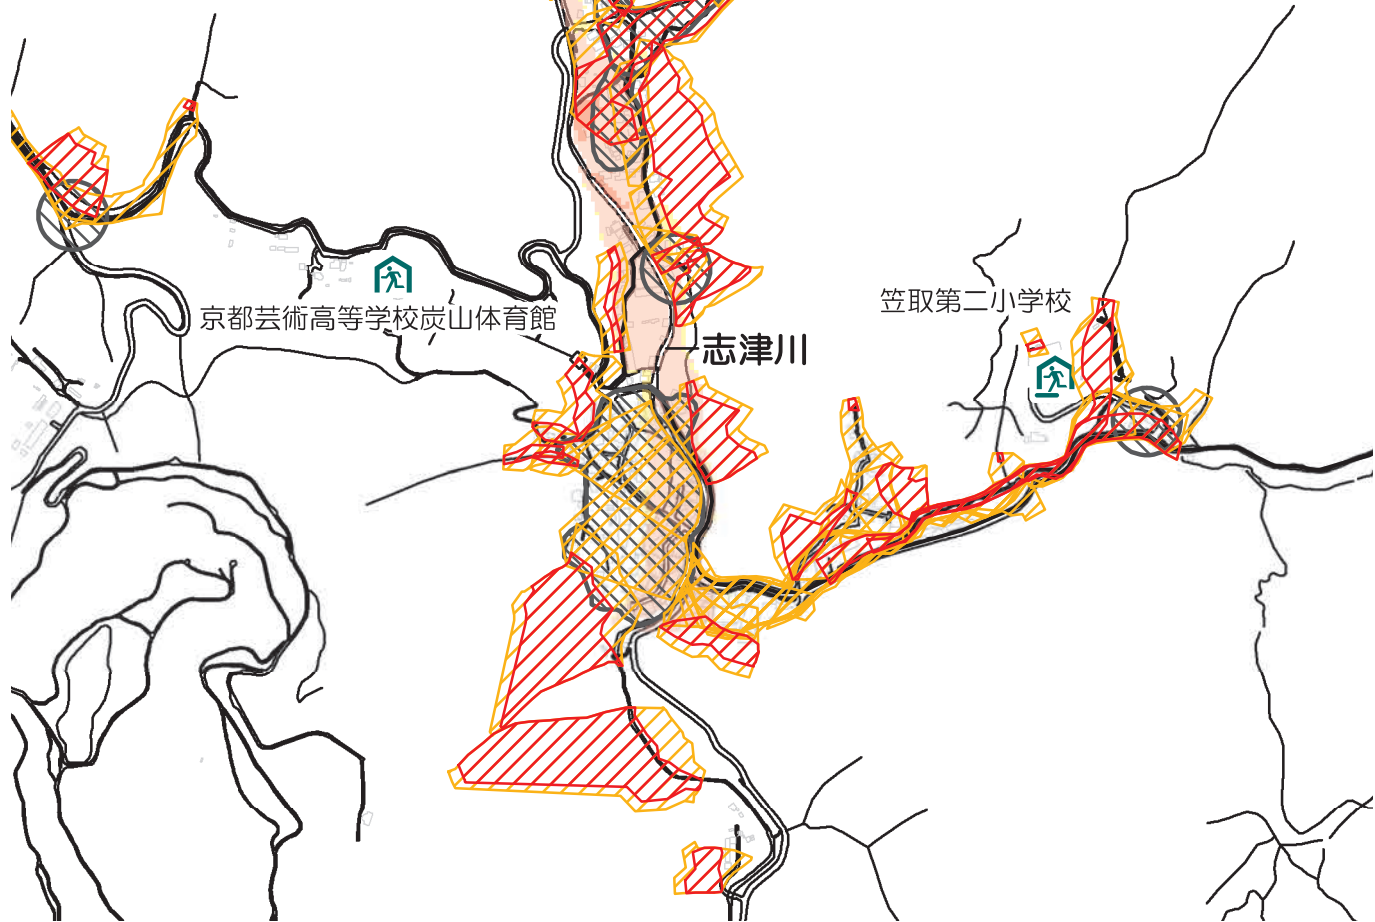 笠取第二小学校
京都芸術高等学校炭山体育館
志津川